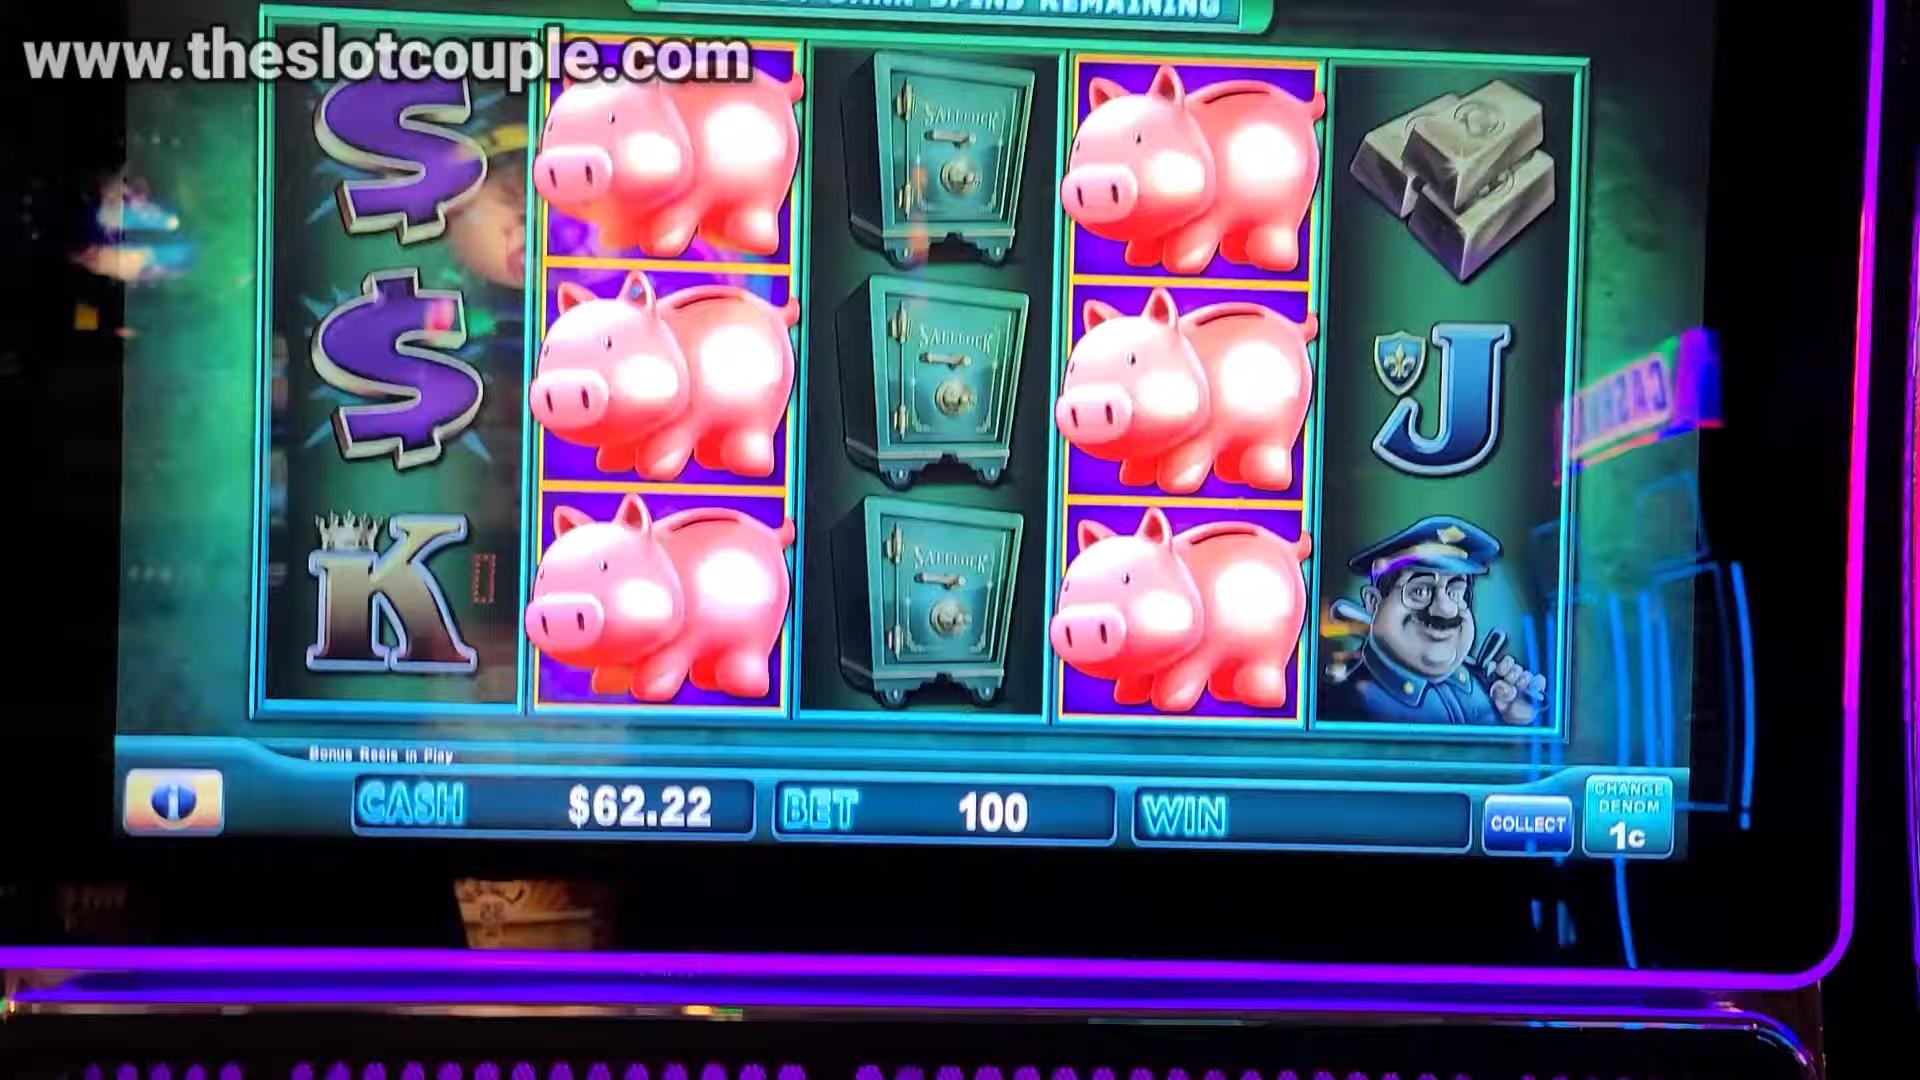 SPINS REMAINING
www.theslotcouple.com
SAFELOCK
SAFELOCK
SAFELOCK
J
K
Bonus Reels in Play
CASH $62.22 BET 100 WIN
COLLECT
CHANGE
DENOM
1c